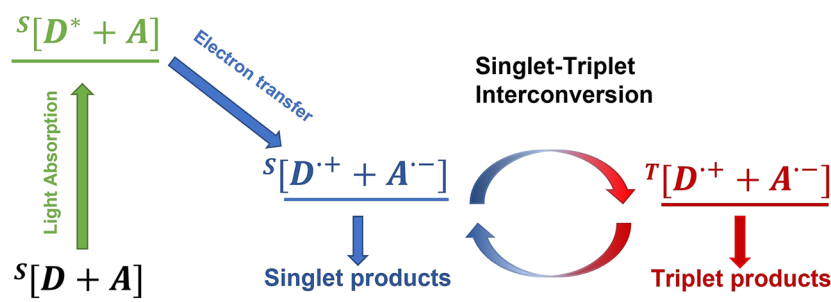 ˢ[D* + A]
Electron transfer
Light Absorption
Singlet-Triplet
Interconversion
ˢ[D·⁺ + A·⁻]
ᵀ[D·⁺ + A·⁻]
ˢ[D + A]
Singlet products
Triplet products